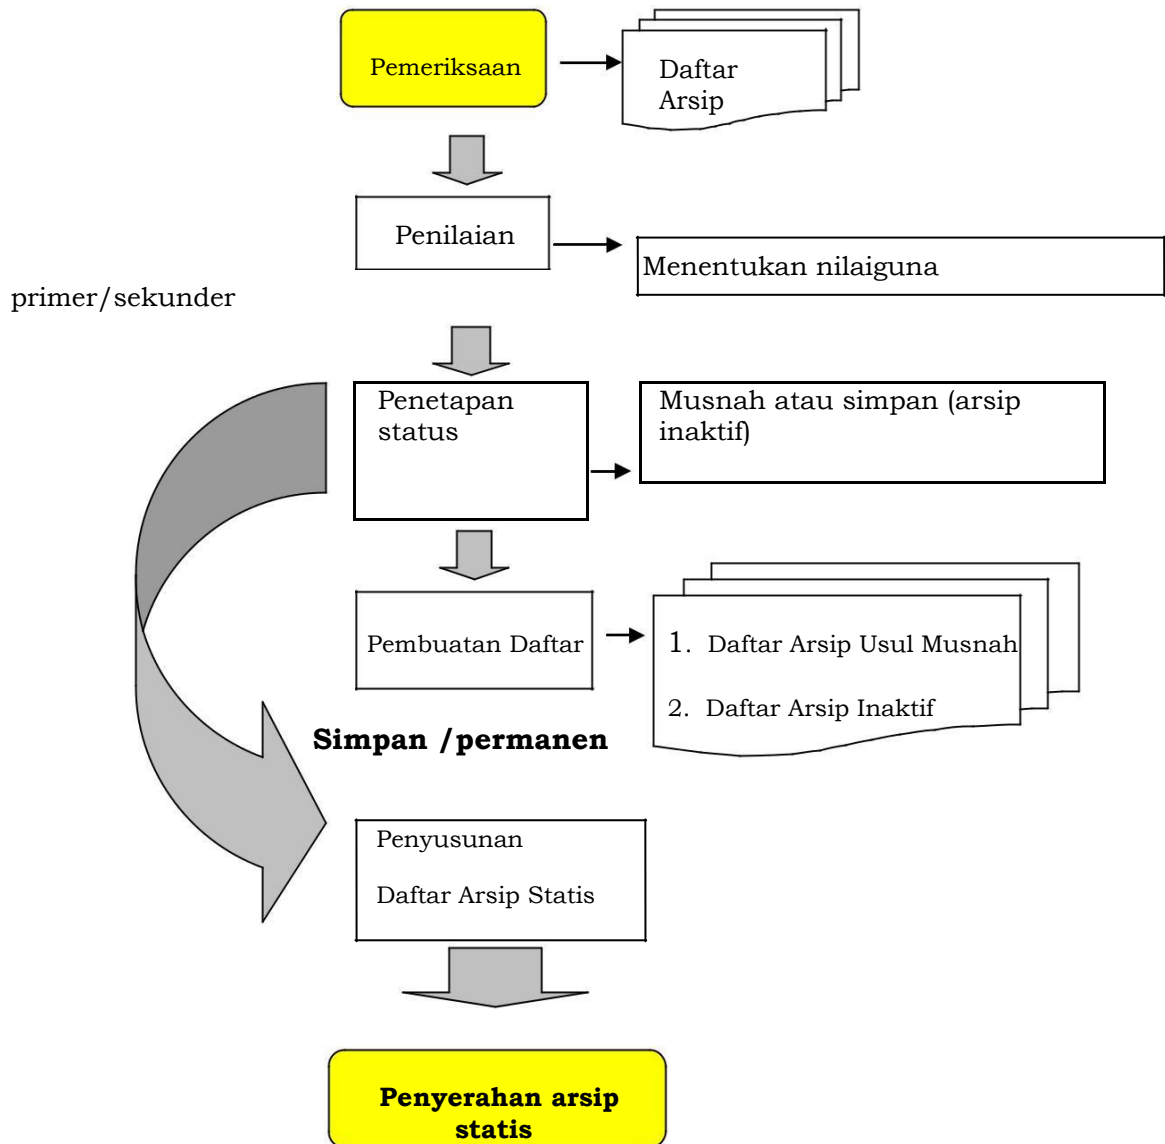 Pemeriksaan
Daftar
Arsip
Penilaian
Menentukan nilaiguna
primer/sekunder
Penetapan
status
Musnah atau simpan (arsip
inaktif)
Pembuatan Daftar
1. Daftar Arsip Usul Musnah
2. Daftar Arsip Inaktif
Simpan /permanen
Penyusunan
Daftar Arsip Statis
Penyerahan arsip
statis